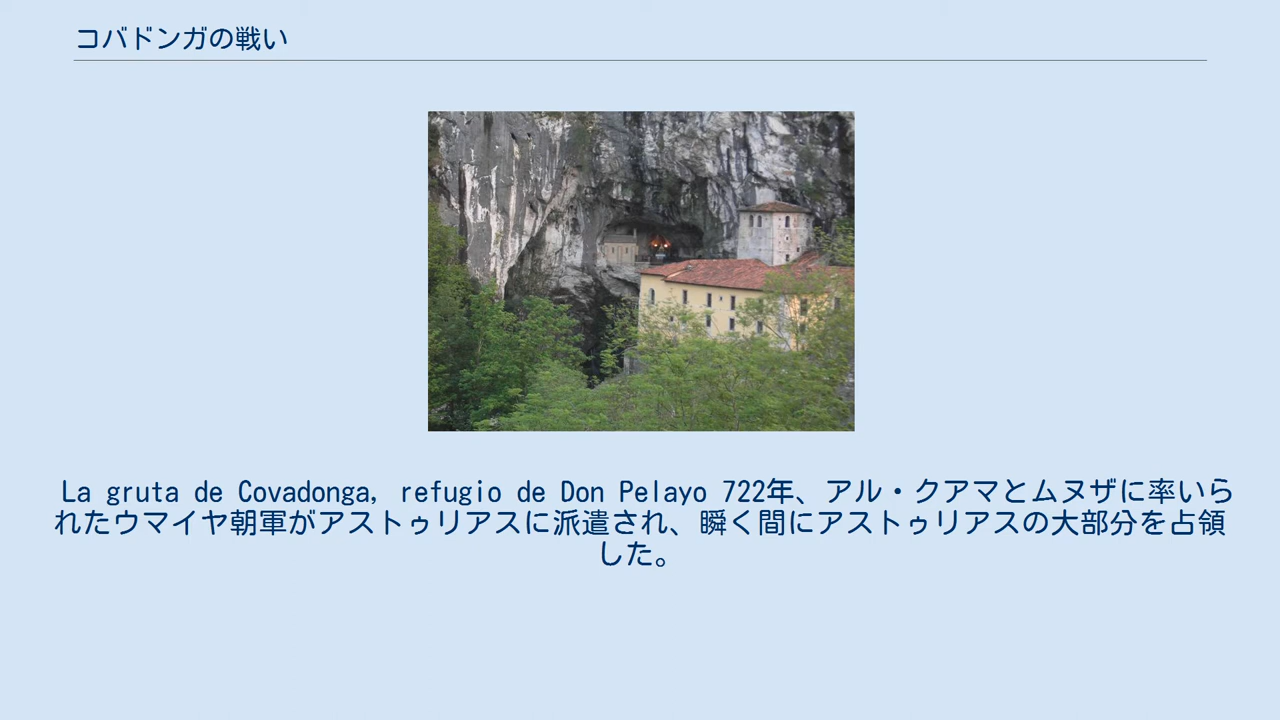 コバドンガの戦い
La gruta de Covadonga, refugio de Don Pelayo 722年、アル・クアマとムヌザに率いら
れたウマイヤ朝軍がアストゥリアスに派遣され、瞬く間にアストゥリアスの大部分を占領
した。